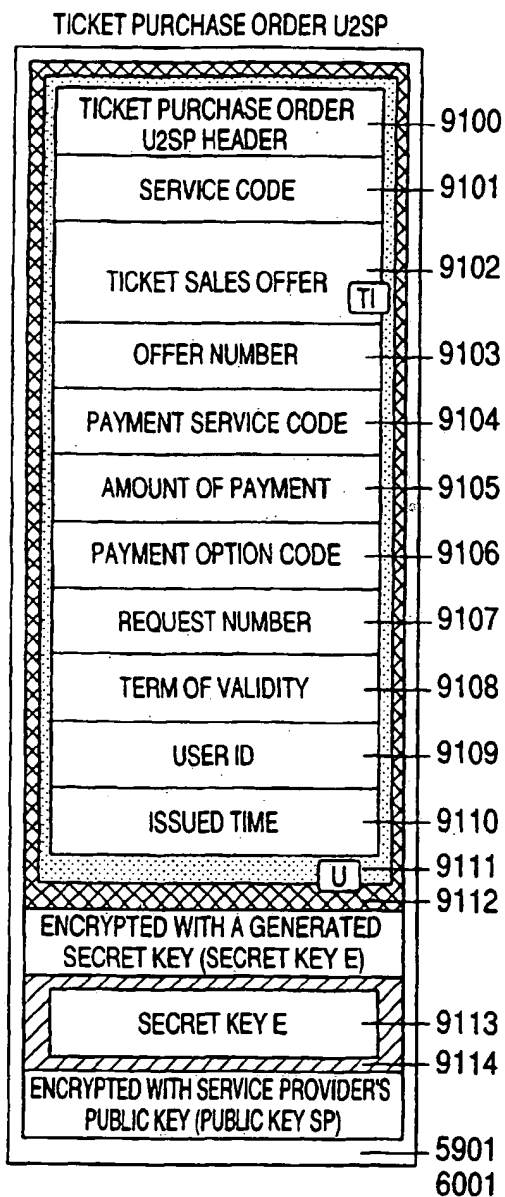 TICKET PURCHASE ORDER U2SP
TICKET PURCHASE ORDER
U2SP HEADER
9100
SERVICE CODE
9101
TICKET SALES OFFER
9102
TI
OFFER NUMBER
9103
PAYMENT SERVICE CODE
9104
AMOUNT OF PAYMENT
9105
PAYMENT OPTION CODE
9106
REQUEST NUMBER
9107
TERM OF VALIDITY
9108
USER ID
9109
ISSUED TIME
9110
U
9111
9112
ENCRYPTED WITH A GENERATED
SECRET KEY (SECRET KEY E)
SECRET KEY E
9113
9114
ENCRYPTED WITH SERVICE PROVIDER'S
PUBLIC KEY (PUBLIC KEY SP)
5901
6001